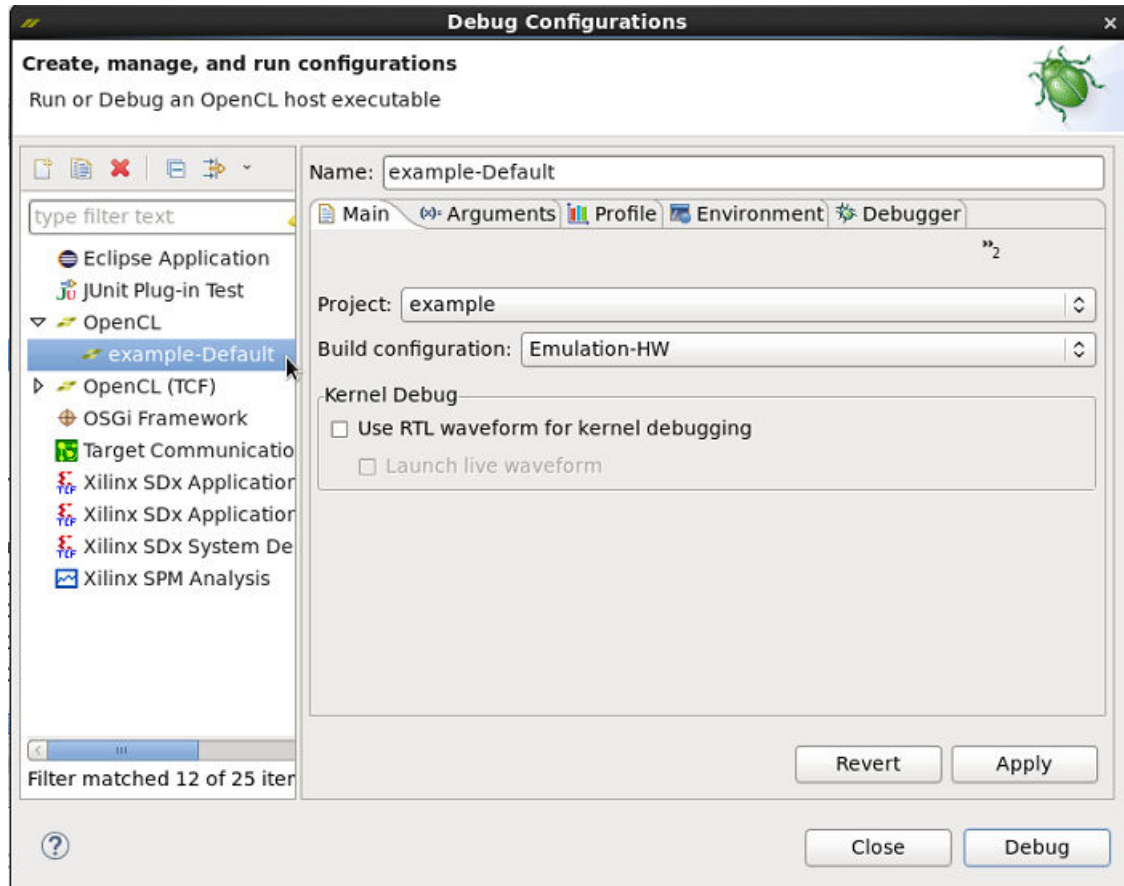 Debug Configurations
Create, manage, and run configurations
Run or Debug an OpenCL host executable
type filter text
Eclipse Application
JUnit Plug-in Test
OpenCL
example-Default
OpenCL (TCF)
OSGi Framework
Target Communicatio
Xilinx SDx Application
Xilinx SDx Application
Xilinx SDx System De
Xilinx SPM Analysis
Filter matched 12 of 25 iter
Name: example-Default
Main (x)= Arguments Profile Environment Debugger
»2
Project: example
Build configuration: Emulation-HW
Kernel Debug
Use RTL waveform for kernel debugging
Launch live waveform
Revert Apply
Close Debug